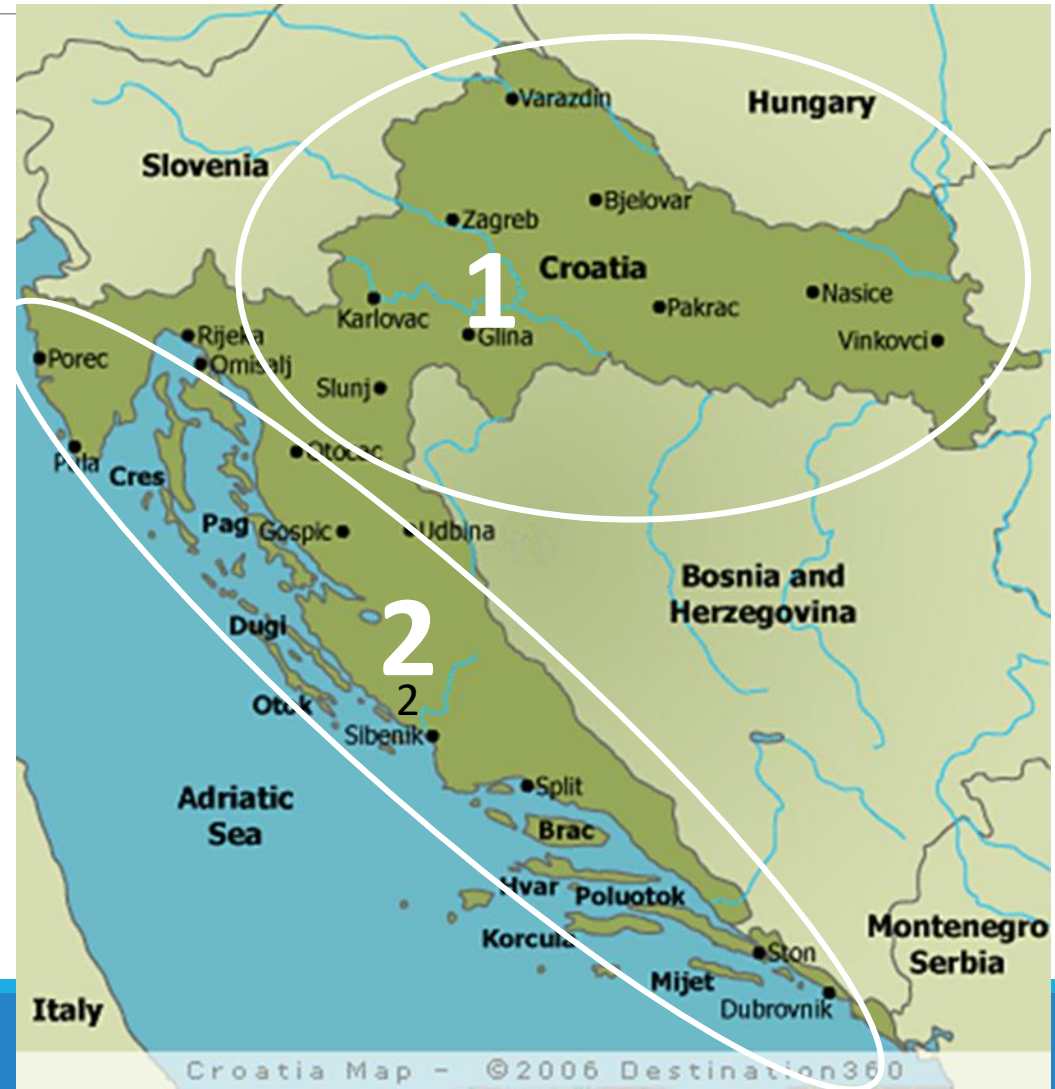 Varazdin
Hungary
Slovenia
Bjelovar
Zagreb
Croatia
1
Nasice
Karlovac
Pakrac
Rijeka
Glina
Vinkovci
Porec
Omisalj
Slunj
Otocac
Pula
Cres
Pag
Gospic
Udbina
Bosnia and
Herzegovina
Dugi
2
2
Otok
Sibenik
Adriatic
Sea
Split
Brac
Hvar
Poluotok
Korcula
Montenegro
Serbia
Ston
Mijet
Dubrovnik
Italy
Croatia Map - ©2006 Destination360